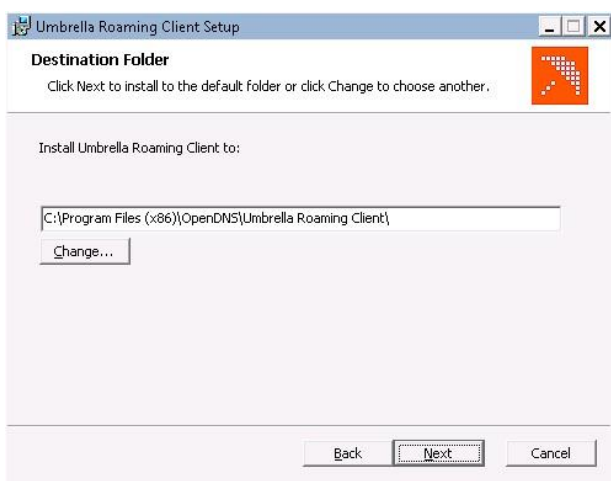 Umbrella Roaming Client Setup
Destination Folder
Click Next to install to the default folder or click Change to choose another.
Install Umbrella Roaming Client to:
C:\Program Files (x86)\OpenDNS\Umbrella Roaming Client\
Change...
Back Next Cancel